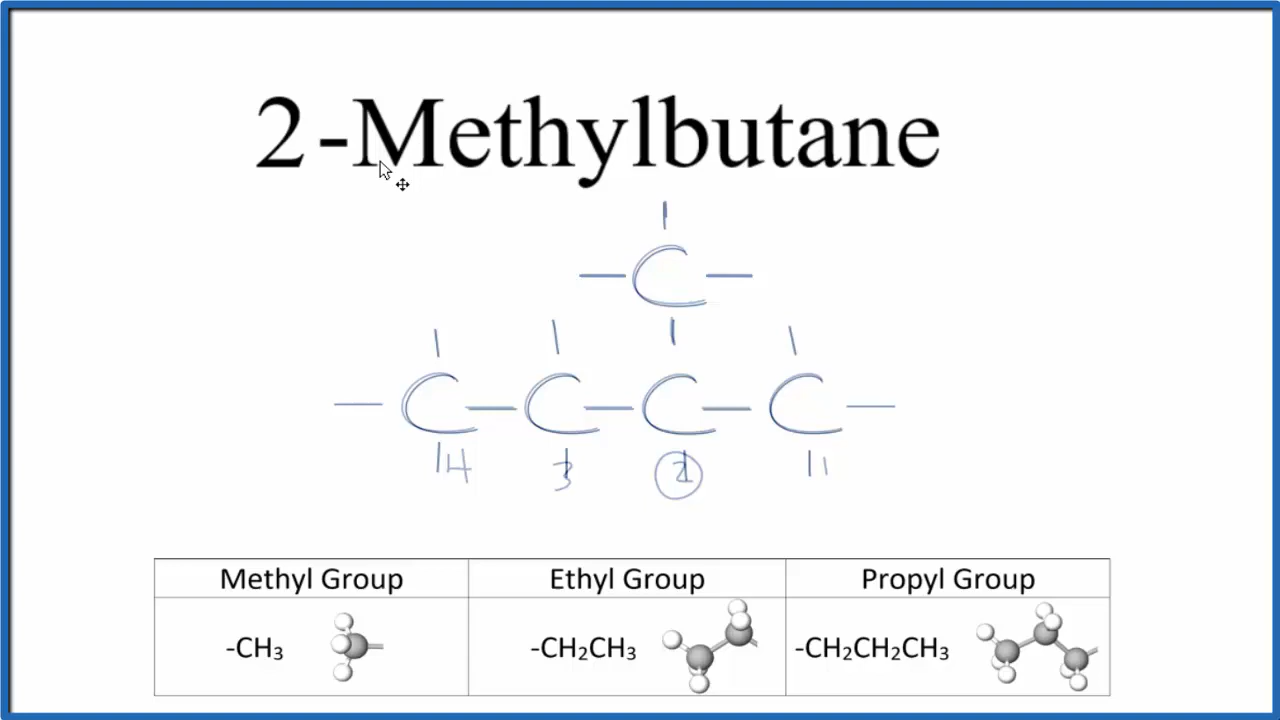 2-Methylbutane
C
C C C C
4 3 2 1
Methyl Group Ethyl Group Propyl Group
-CH₃ -CH₂CH₃ -CH₂CH₂CH₃